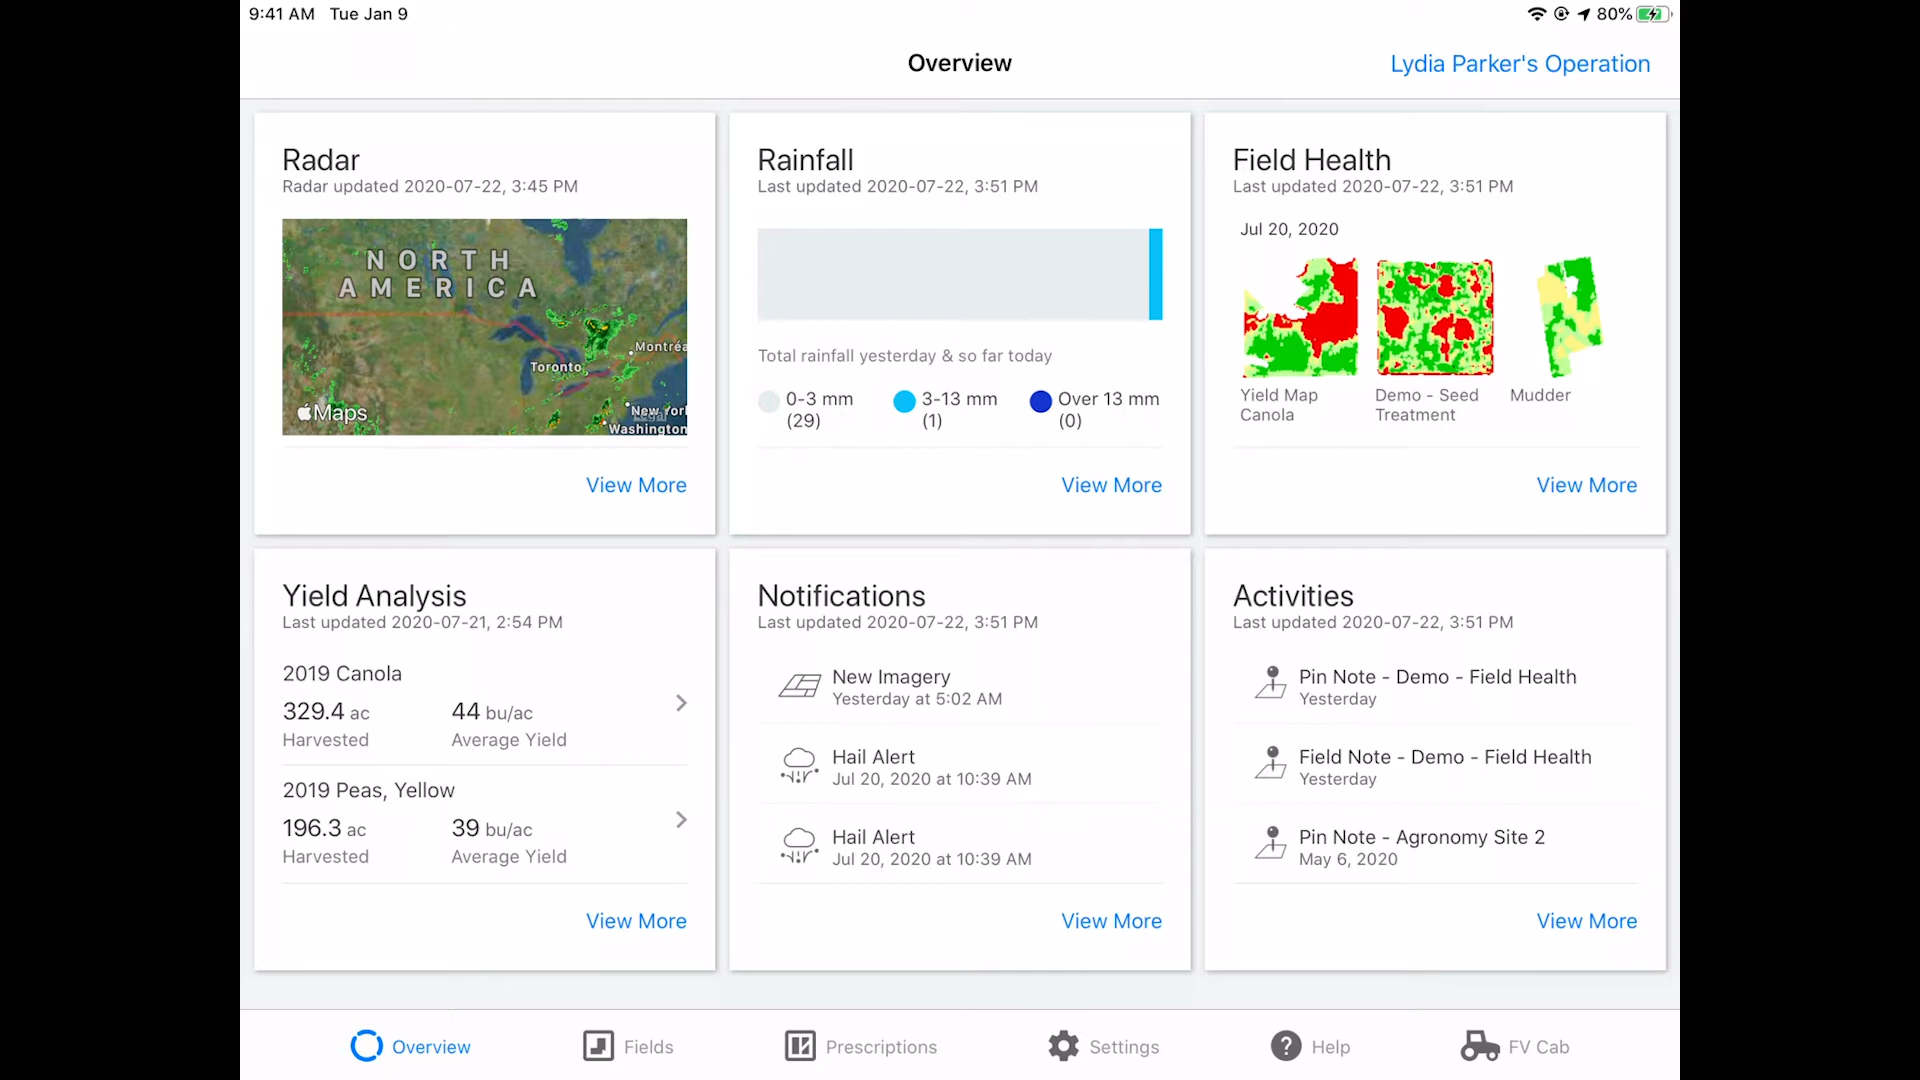 9:41 AM Tue Jan 9
80%
Overview
Lydia Parker's Operation
Radar
Radar updated 2020-07-22, 3:45 PM
NORTH
AMERICA
Montréa
Toronto
Maps
New York
Legal
Washington
View More
Rainfall
Last updated 2020-07-22, 3:51 PM
Total rainfall yesterday & so far today
0-3 mm
(29)
3-13 mm
(1)
Over 13 mm
(0)
View More
Field Health
Last updated 2020-07-22, 3:51 PM
Jul 20, 2020
Yield Map
Canola
Demo - Seed
Treatment
Mudder
View More
Yield Analysis
Last updated 2020-07-21, 2:54 PM
2019 Canola
329.4 ac
Harvested
44 bu/ac
Average Yield
2019 Peas, Yellow
196.3 ac
Harvested
39 bu/ac
Average Yield
View More
Notifications
Last updated 2020-07-22, 3:51 PM
New Imagery
Yesterday at 5:02 AM
Hail Alert
Jul 20, 2020 at 10:39 AM
Hail Alert
Jul 20, 2020 at 10:39 AM
View More
Activities
Last updated 2020-07-22, 3:51 PM
Pin Note - Demo - Field Health
Yesterday
Field Note - Demo - Field Health
Yesterday
Pin Note - Agronomy Site 2
May 6, 2020
View More
Overview
Fields
Prescriptions
Settings
Help
FV Cab